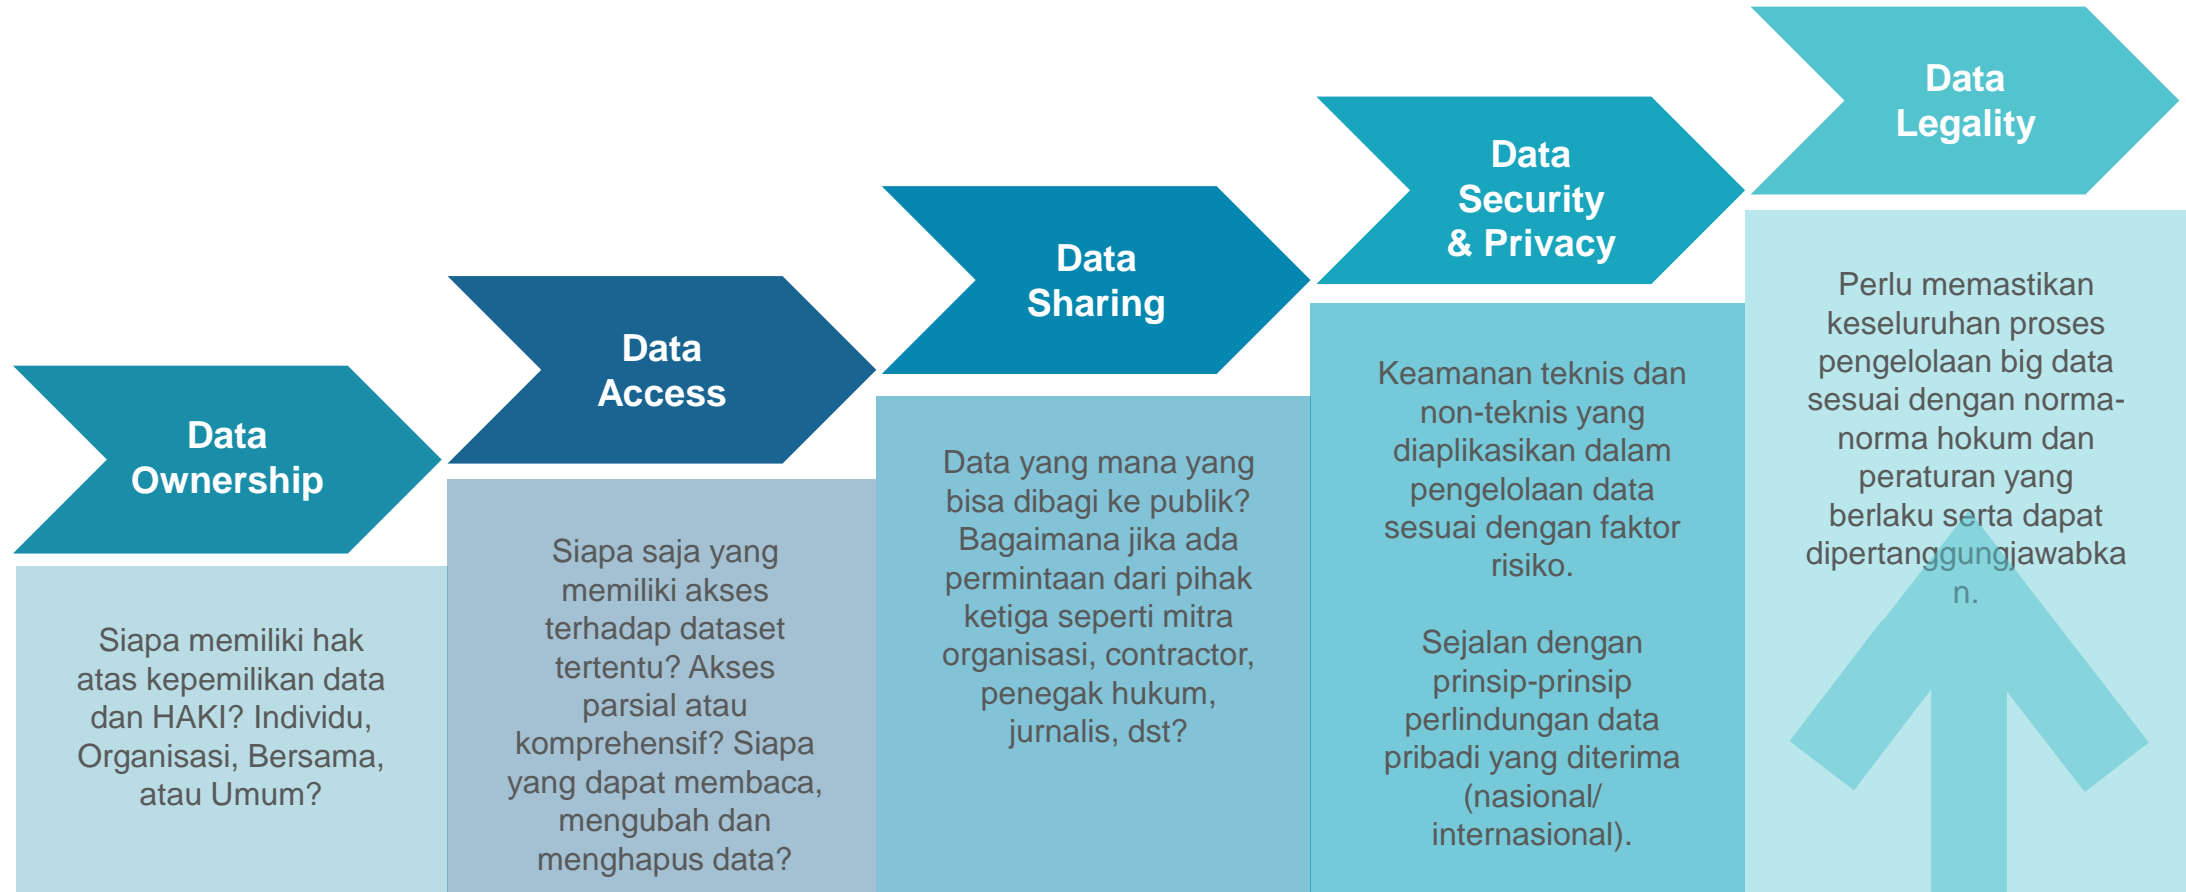 Data
Ownership
Siapa memiliki hak
atas kepemilikan data
dan HAKI? Individu,
Organisasi, Bersama,
atau Umum?
Data
Access
Siapa saja yang
memiliki akses
terhadap dataset
tertentu? Akses
parsial atau
komprehensif? Siapa
yang dapat membaca,
mengubah dan
menghapus data?
Data
Sharing
Data yang mana yang
bisa dibagi ke publik?
Bagaimana jika ada
permintaan dari pihak
ketiga seperti mitra
organisasi, contractor,
penegak hukum,
jurnalis, dst?
Data
Security
& Privacy
Keamanan teknis dan
non-teknis yang
diaplikasikan dalam
pengelolaan data
sesuai dengan faktor
risiko.
Sejalan dengan
prinsip-prinsip
perlindungan data
pribadi yang diterima
(nasional/
internasional).
Data
Legality
Perlu memastikan
keseluruhan proses
pengelolaan big data
sesuai dengan norma-
norma hokum dan
peraturan yang
berlaku serta dapat
dipertanggungjawabka
n.